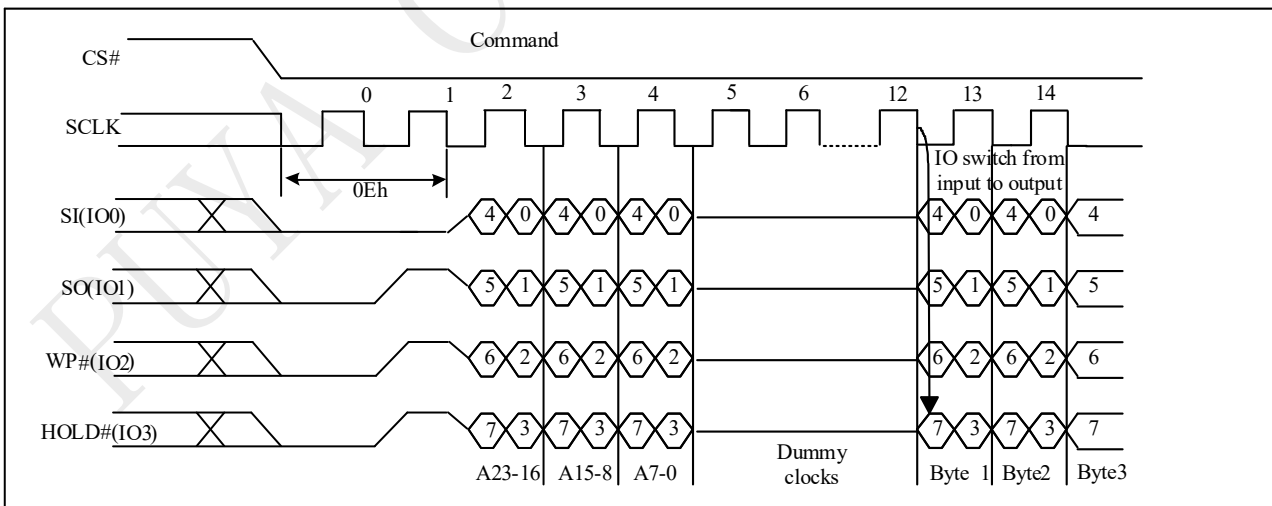 CS#
Command
0 1 2 3 4 5 6 12 13 14
SCLK
IO switch from
input to output
0Eh
SI(IO0)
4 0 4 0 4 0 4 0 4 0 4
SO(IO1)
5 1 5 1 5 1 5 1 5 1 5
WP#(IO2)
6 2 6 2 6 2 6 2 6 2 6
HOLD#(IO3)
7 3 7 3 7 3 7 3 7 3 7
A23-16 A15-8 A7-0
Dummy
clocks
Byte 1 Byte2 Byte3
PUYA C